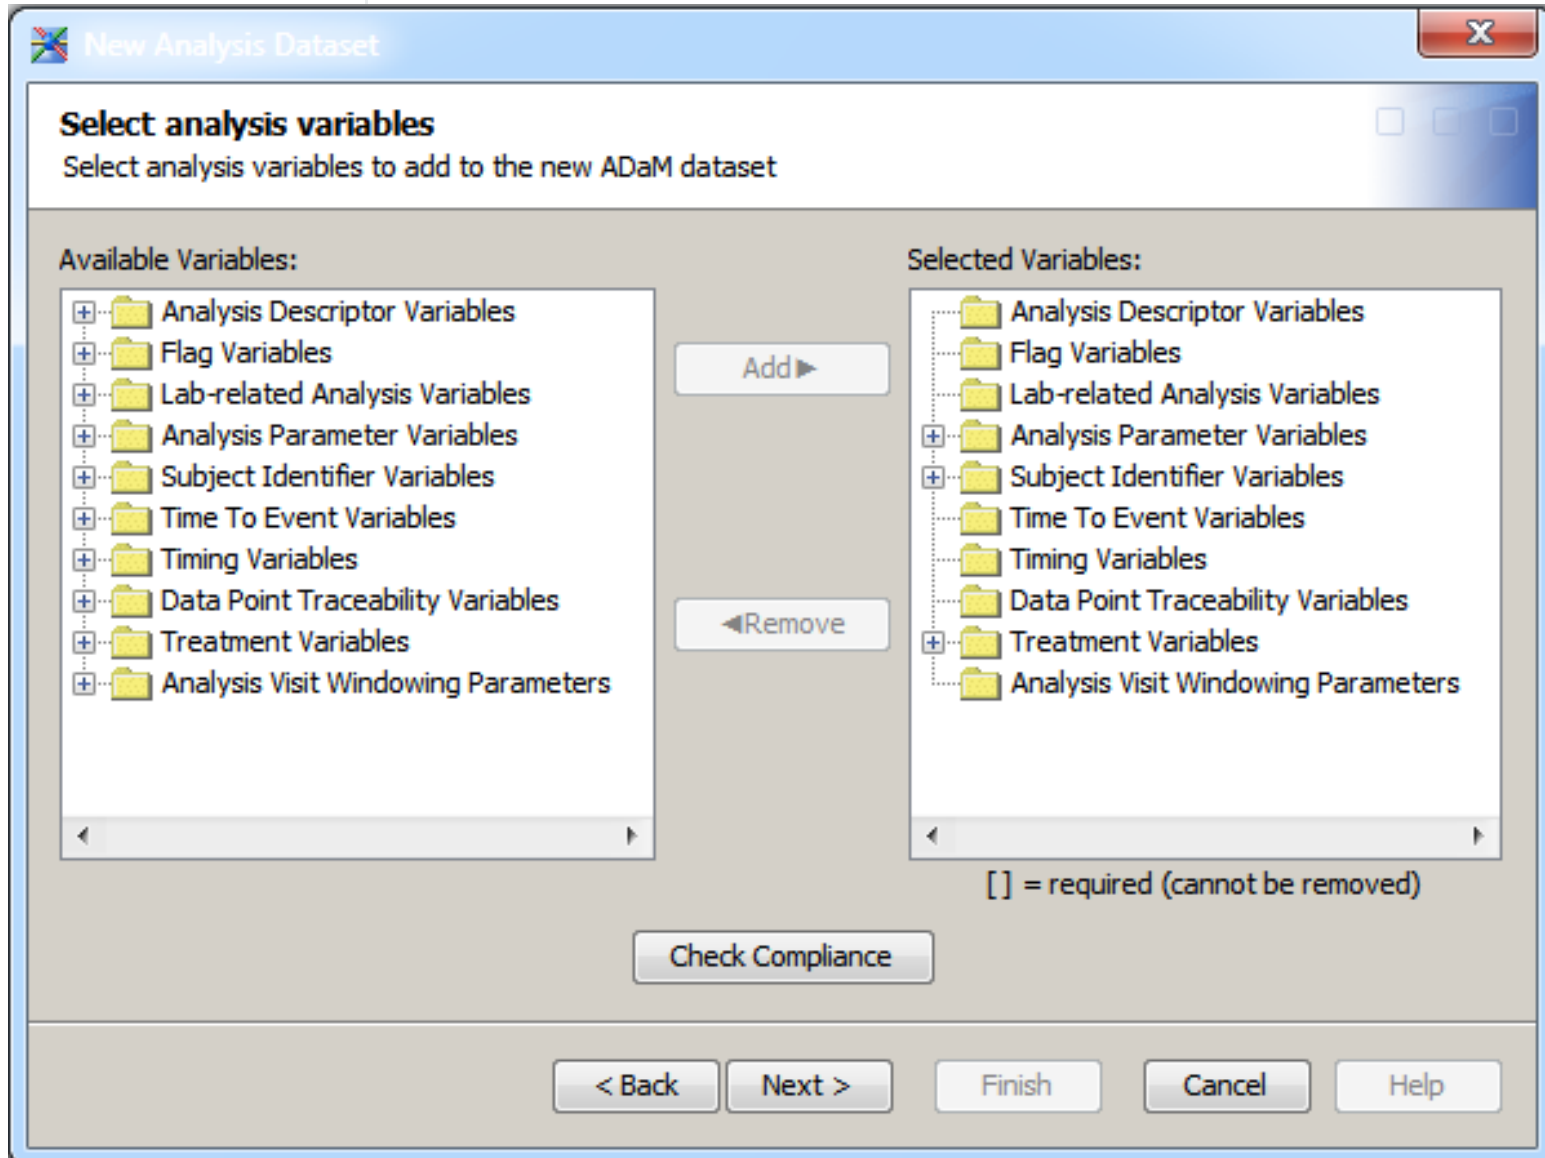 New Analysis Dataset
Select analysis variables
Select analysis variables to add to the new ADaM dataset
Available Variables:
Analysis Descriptor Variables
Flag Variables
Lab-related Analysis Variables
Analysis Parameter Variables
Subject Identifier Variables
Time To Event Variables
Timing Variables
Data Point Traceability Variables
Treatment Variables
Analysis Visit Windowing Parameters
Add▶
◀Remove
Selected Variables:
Analysis Descriptor Variables
Flag Variables
Lab-related Analysis Variables
Analysis Parameter Variables
Subject Identifier Variables
Time To Event Variables
Timing Variables
Data Point Traceability Variables
Treatment Variables
Analysis Visit Windowing Parameters
[ ] = required (cannot be removed)
Check Compliance
< Back Next > Finish Cancel Help